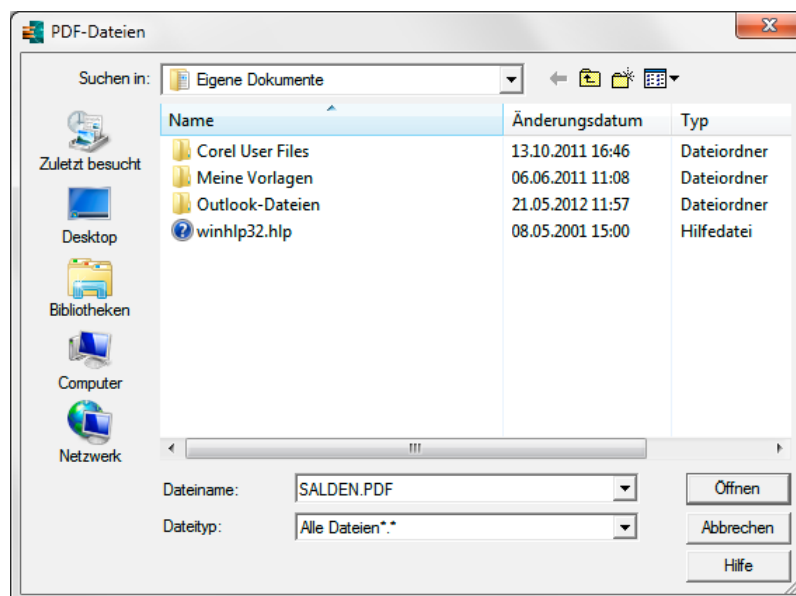 PDF-Dateien
Suchen in: Eigene Dokumente
Name Änderungsdatum Typ
Corel User Files 13.10.2011 16:46 Dateiordner
Meine Vorlagen 06.06.2011 11:08 Dateiordner
Outlook-Dateien 21.05.2012 11:57 Dateiordner
winhlp32.hlp 08.05.2001 15:00 Hilfedatei
Zuletzt besucht
Desktop
Bibliotheken
Computer
Netzwerk
Dateiname: SALDEN.PDF Öffnen
Dateityp: Alle Dateien*.* Abbrechen
Hilfe